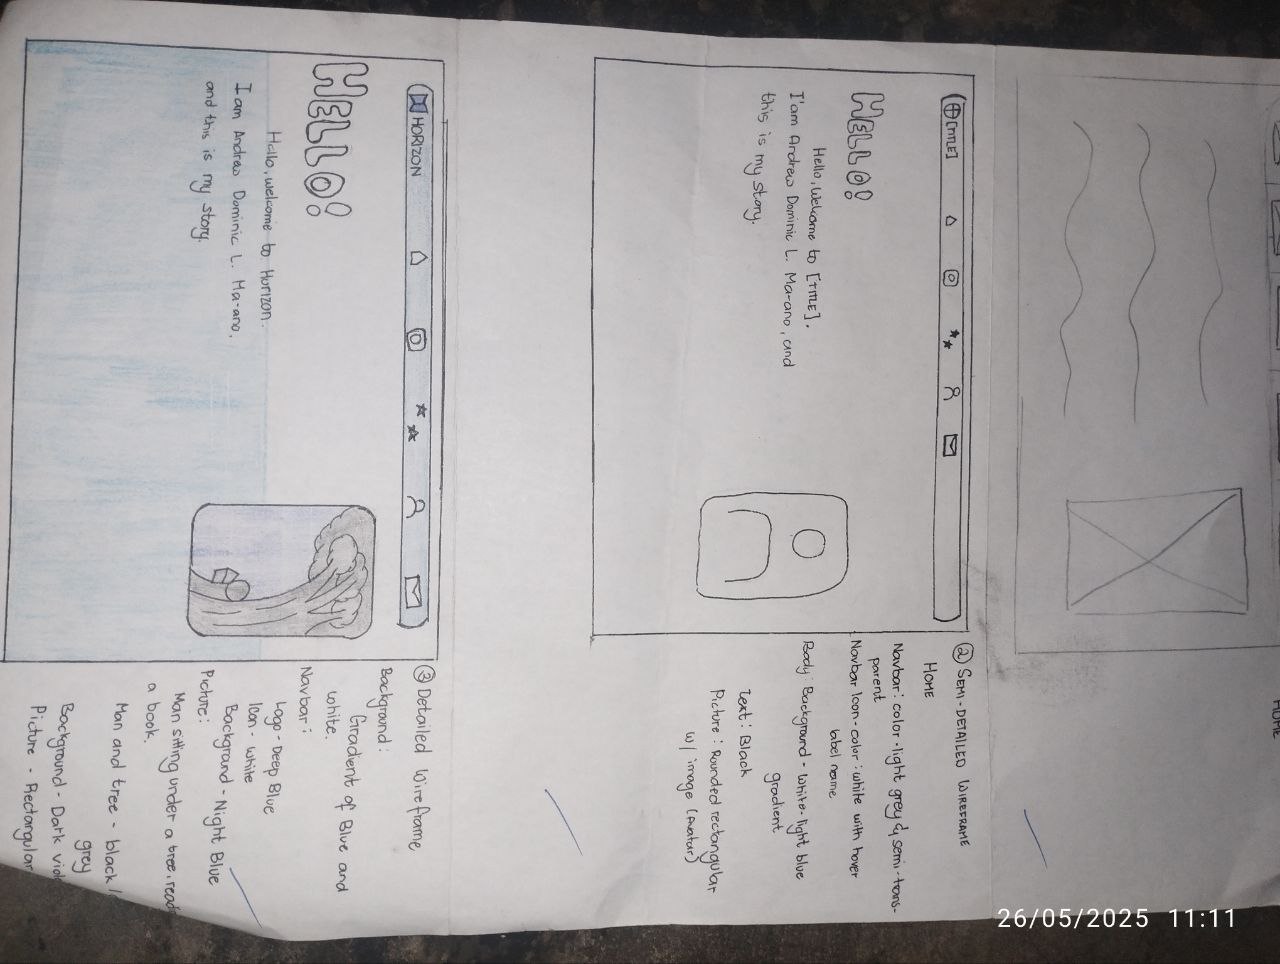 HOME
26/05/2025 11:11
[TITLE]
HELLO!
Hello, Welcome to [TITLE].
I'am Andrew Dominic L. Ma-ano, and
this is my story.
② SEMI-DETAILED WIREFRAME
HOME
Navbar: color - light grey & semi-trans-
parent
Navbar Icon - color : white with hover
label name
Body: Background - White-light blue
gradient
Text: Black
Picture : Rounded rectangular
w/ image (Avatar)
HORIZON
HELLO!
Hello, welcome to Horizon.
I am Andrew Dominic L. Ma-ano,
and this is my story.
③ Detailed Wireframe
Background:
Gradient of Blue and
white.
Navbar:
Logo - Deep Blue
Icon - White
Background - Night Blue
Picture:
Man sitting under a tree, readi
a book.
Man and tree - black /
grey
Background - Dark viol
Picture - Rectangular